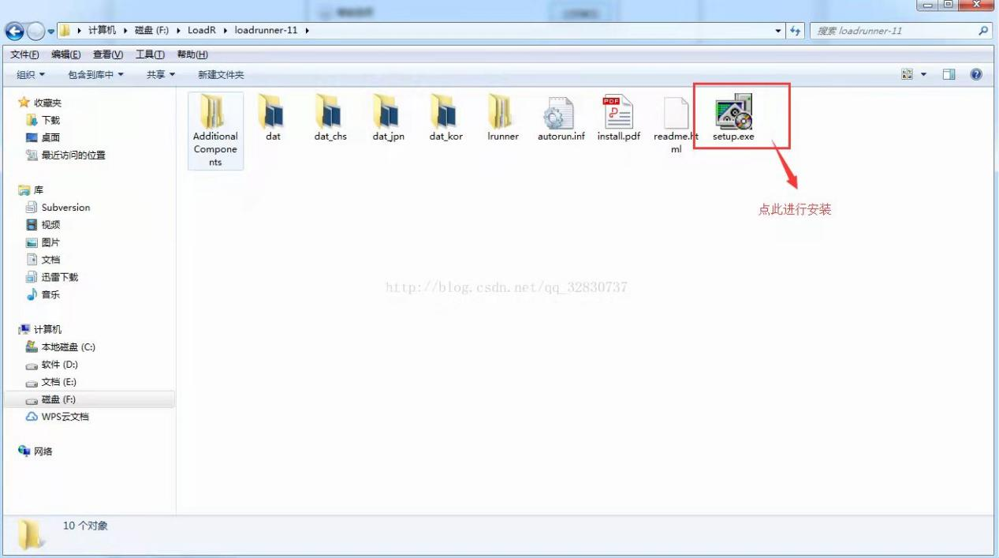 计算机 磁盘 (F:) LoadR loadrunner-11
搜索 loadrunner-11
文件(F) 编辑(E) 查看(V) 工具(T) 帮助(H)
组织 包含到库中 共享 新建文件夹
收藏夹
下载
桌面
最近访问的位置
库
Subversion
视频
图片
文档
迅雷下载
音乐
计算机
本地磁盘 (C:)
软件 (D:)
文档 (E:)
磁盘 (F:)
WPS云文档
网络
Additional
Compone
nts
dat
dat_chs
dat_jpn
dat_kor
lrunner
autorun.inf
PDF
install.pdf
readme.ht
ml
setup.exe
点此进行安装
http://blog.csdn.net/qq_32830737
10 个对象